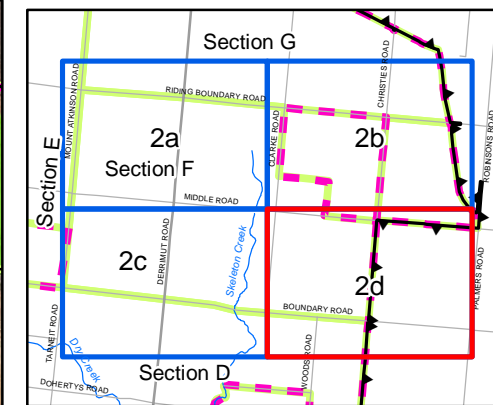 Section G
MOUNT ATKINSON ROAD
RIDING BOUNDARY ROAD
CHRISTIES ROAD
ROBINSONS ROAD
CLARKE ROAD
2a
2b
Section F
Section E
MIDDLE ROAD
DERRIMUT ROAD
Skeleton Creek
2c
2d
PALMERS ROAD
BOUNDARY ROAD
TARNEIT ROAD
Dry Creek
WOODS ROAD
Section D
DOHERTYS ROAD